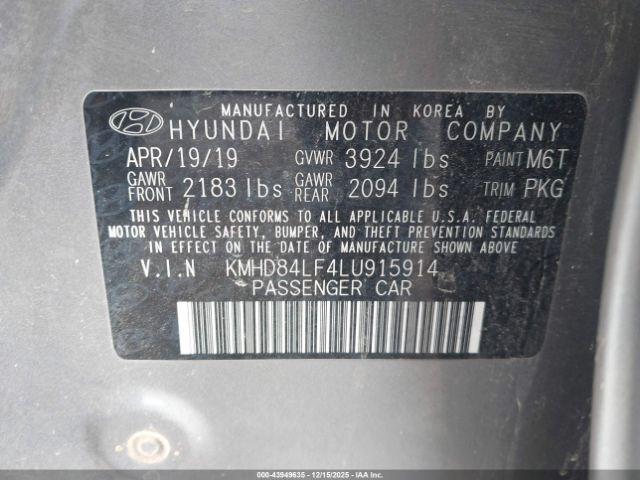 MANUFACTURED IN KOREA BY
HYUNDAI MOTOR COMPANY
APR/19/19 GVWR 3924 lbs PAINT M6T
GAWR FRONT 2183 lbs GAWR REAR 2094 lbs TRIM PKG
THIS VEHICLE CONFORMS TO ALL APPLICABLE U.S.A. FEDERAL
MOTOR VEHICLE SAFETY, BUMPER, AND THEFT PREVENTION STANDARDS
IN EFFECT ON THE DATE OF MANUFACTURE SHOWN ABOVE.
V.I.N KMHD84LF4LU915914
PASSENGER CAR
000-43949635 - 12/15/2025 - IAAI.COM